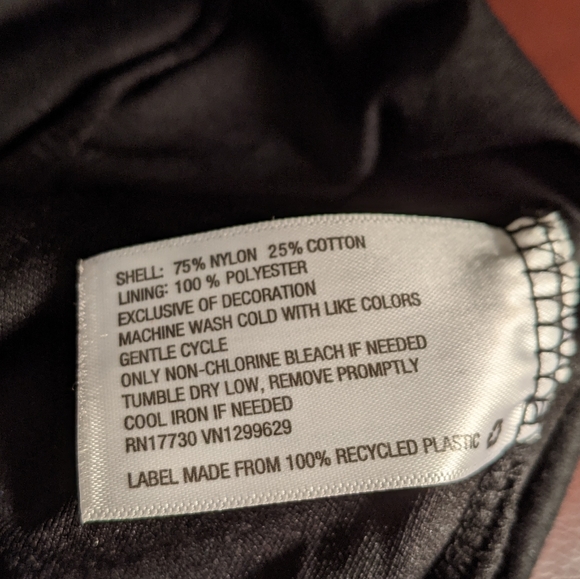 SHELL: 75% NYLON 25% COTTON
LINING: 100 % POLYESTER
EXCLUSIVE OF DECORATION
MACHINE WASH COLD WITH LIKE COLORS
GENTLE CYCLE
ONLY NON-CHLORINE BLEACH IF NEEDED
TUMBLE DRY LOW, REMOVE PROMPTLY
COOL IRON IF NEEDED
RN17730 VN1299629
LABEL MADE FROM 100% RECYCLED PLASTIC